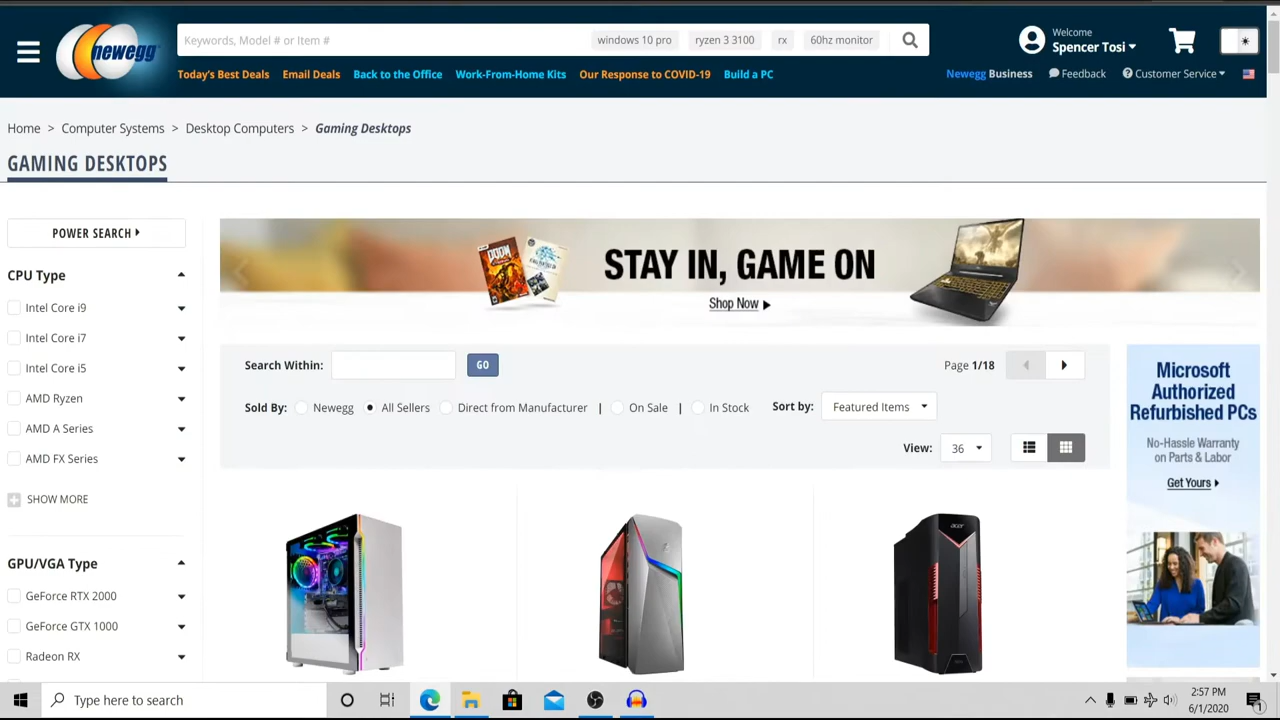 newegg
Keywords, Model # or Item #
windows 10 pro
ryzen 3 3100
rx
60hz monitor
Welcome
Spencer Tosi
Today's Best Deals
Email Deals
Back to the Office
Work-From-Home Kits
Our Response to COVID-19
Build a PC
Newegg Business
Feedback
Customer Service
Home > Computer Systems > Desktop Computers > Gaming Desktops
GAMING DESKTOPS
POWER SEARCH
CPU Type
Intel Core i9
Intel Core i7
Intel Core i5
AMD Ryzen
AMD A Series
AMD FX Series
SHOW MORE
GPU/VGA Type
GeForce RTX 2000
GeForce GTX 1000
Radeon RX
DOOM
STAY IN, GAME ON
Shop Now
Search Within:
GO
Page 1/18
Sold By:
Newegg
All Sellers
Direct from Manufacturer
|
On Sale
|
In Stock
Sort by:
Featured Items
View:
36
acer
Microsoft
Authorized
Refurbished PCs
No-Hassle Warranty
on Parts & Labor
Get Yours
Type here to search
2:57 PM
6/1/2020
1